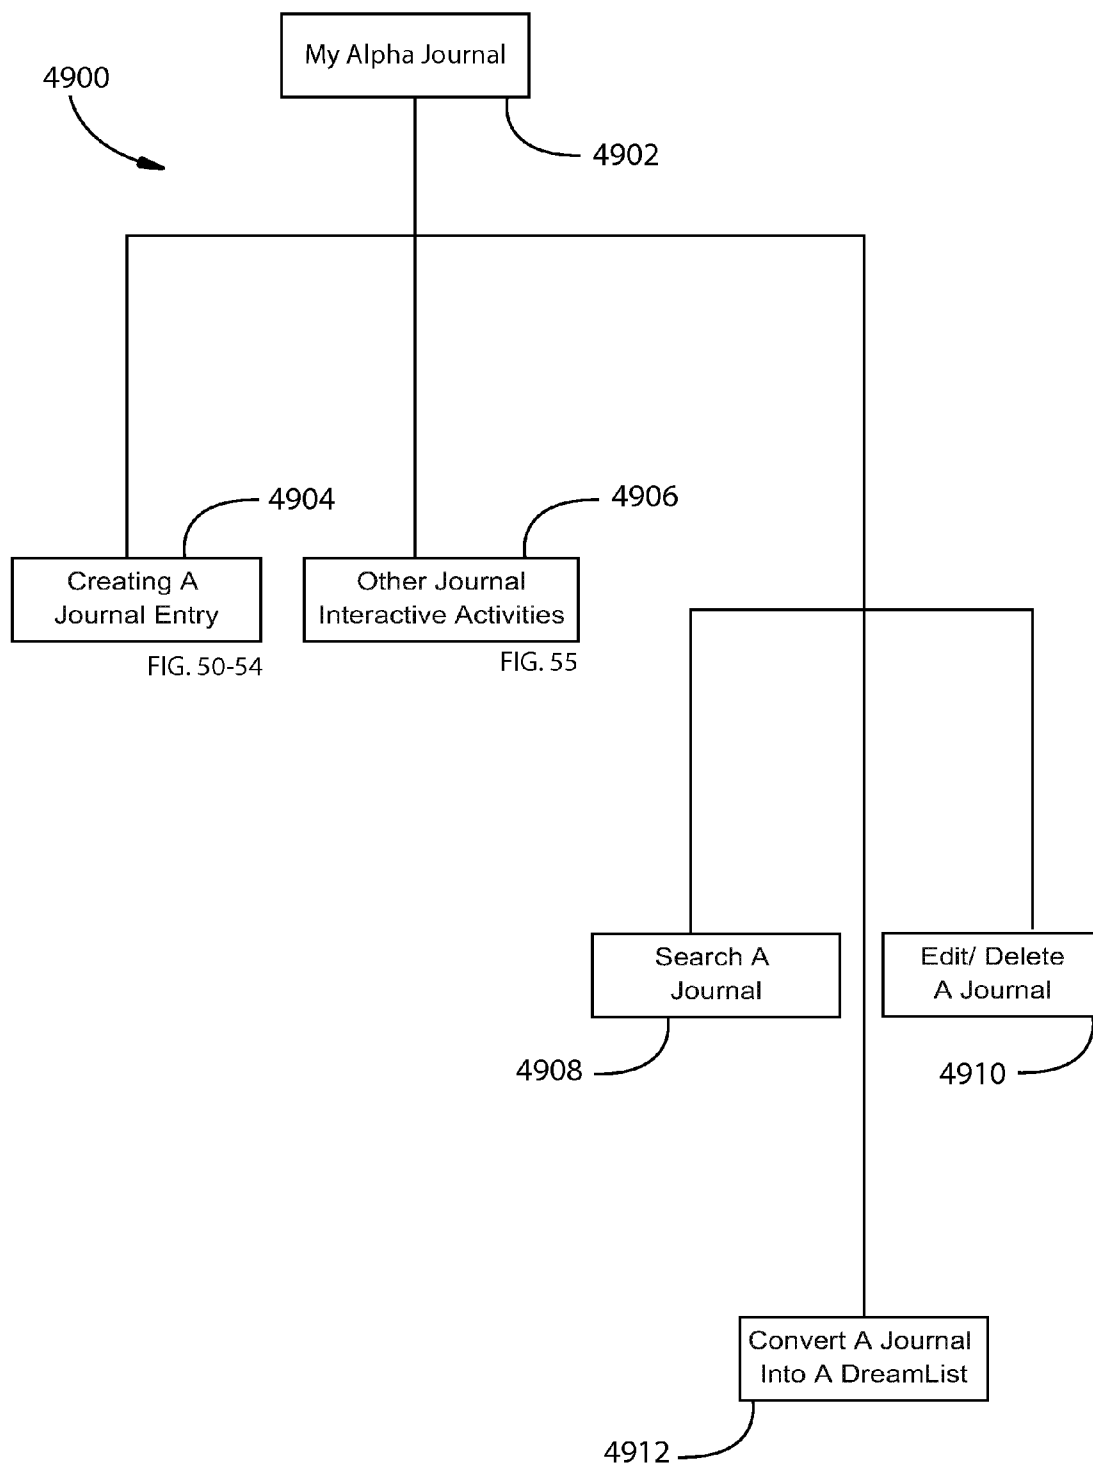 My Alpha Journal
4900
4902
4904
4906
Creating A
Journal Entry
Other Journal
Interactive Activities
FIG. 50-54
FIG. 55
Search A
Journal
Edit/ Delete
A Journal
4908
4910
Convert A Journal
Into A DreamList
4912